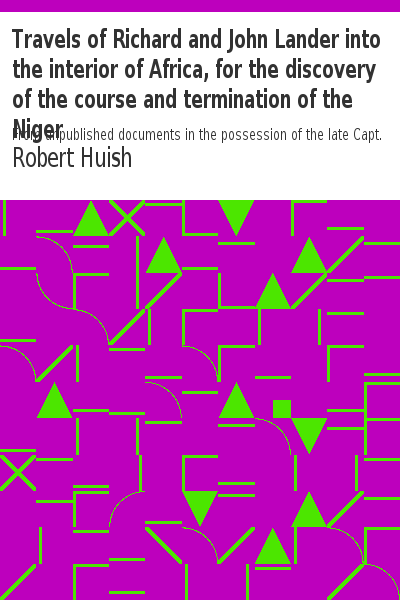 Travels of Richard and John Lander into
the interior of Africa, for the discovery
of the course and termination of the
Niger
From unpublished documents in the possession of the late Capt.
Robert Huish